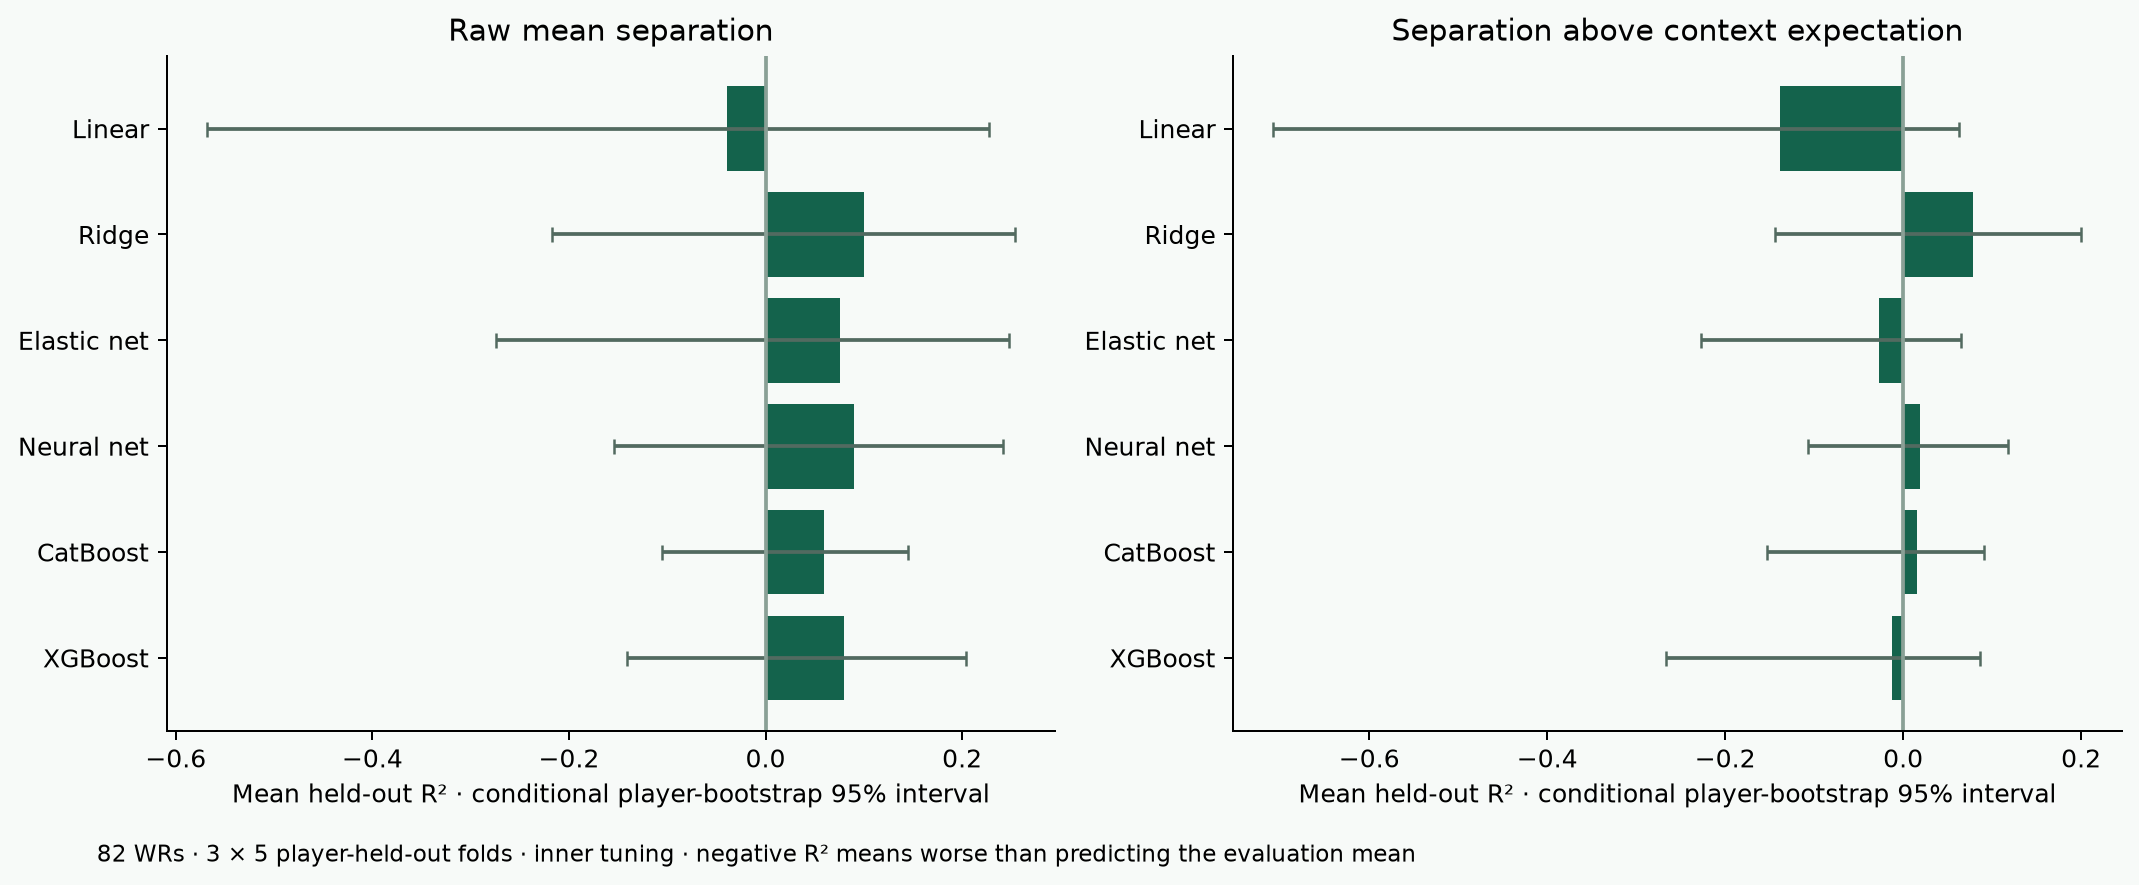 Raw mean separation
Linear
Ridge
Elastic net
Neural net
CatBoost
XGBoost
−0.6 −0.4 −0.2 0.0 0.2
Mean held-out R² · conditional player-bootstrap 95% interval
Separation above context expectation
Linear
Ridge
Elastic net
Neural net
CatBoost
XGBoost
−0.6 −0.4 −0.2 0.0 0.2
Mean held-out R² · conditional player-bootstrap 95% interval
82 WRs · 3 × 5 player-held-out folds · inner tuning · negative R² means worse than predicting the evaluation mean